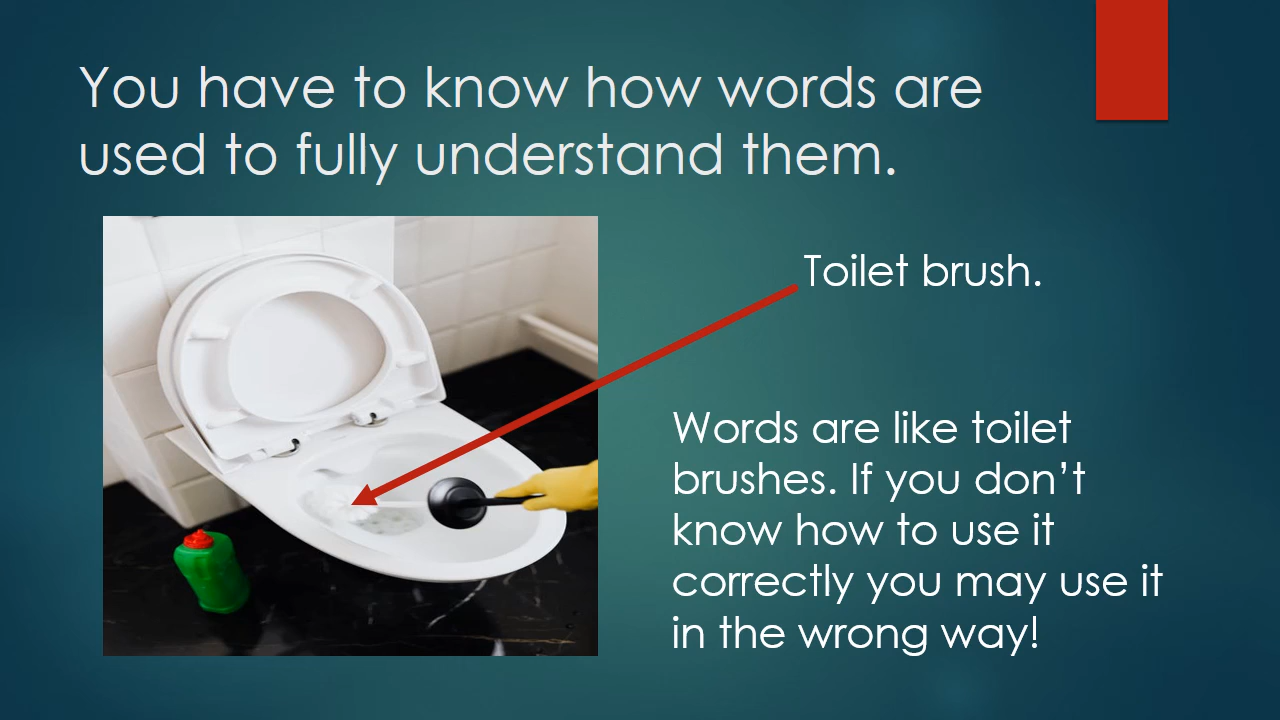 You have to know how words are
used to fully understand them.
Toilet brush.
Words are like toilet
brushes. If you don’t
know how to use it
correctly you may use it
in the wrong way!